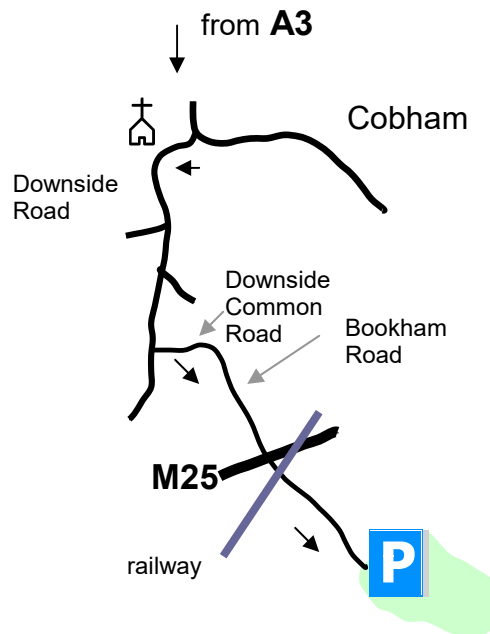 from A3
Cobham
Downside
Road
Downside
Common
Road
Bookham
Road
M25
railway
P